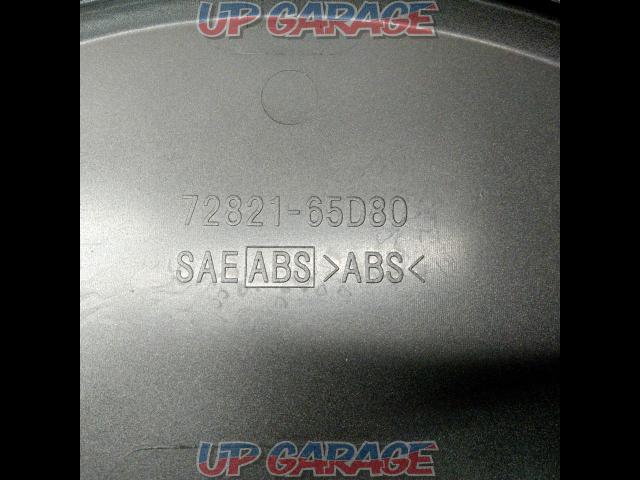 UP GARAGE
72821-65D80
SAE ABS >ABS<
UP GARAGE